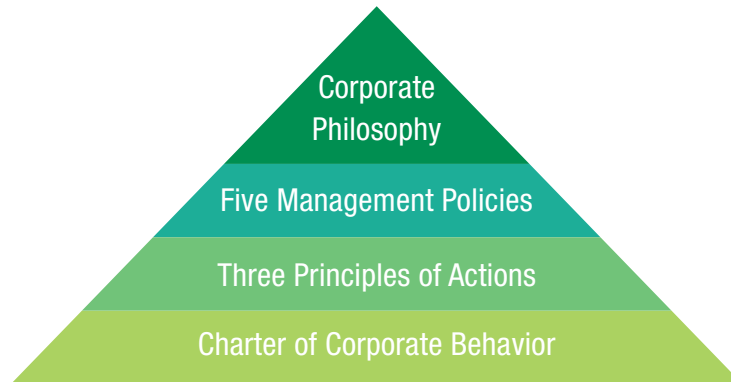 Corporate
Philosophy
Five Management Policies
Three Principles of Actions
Charter of Corporate Behavior